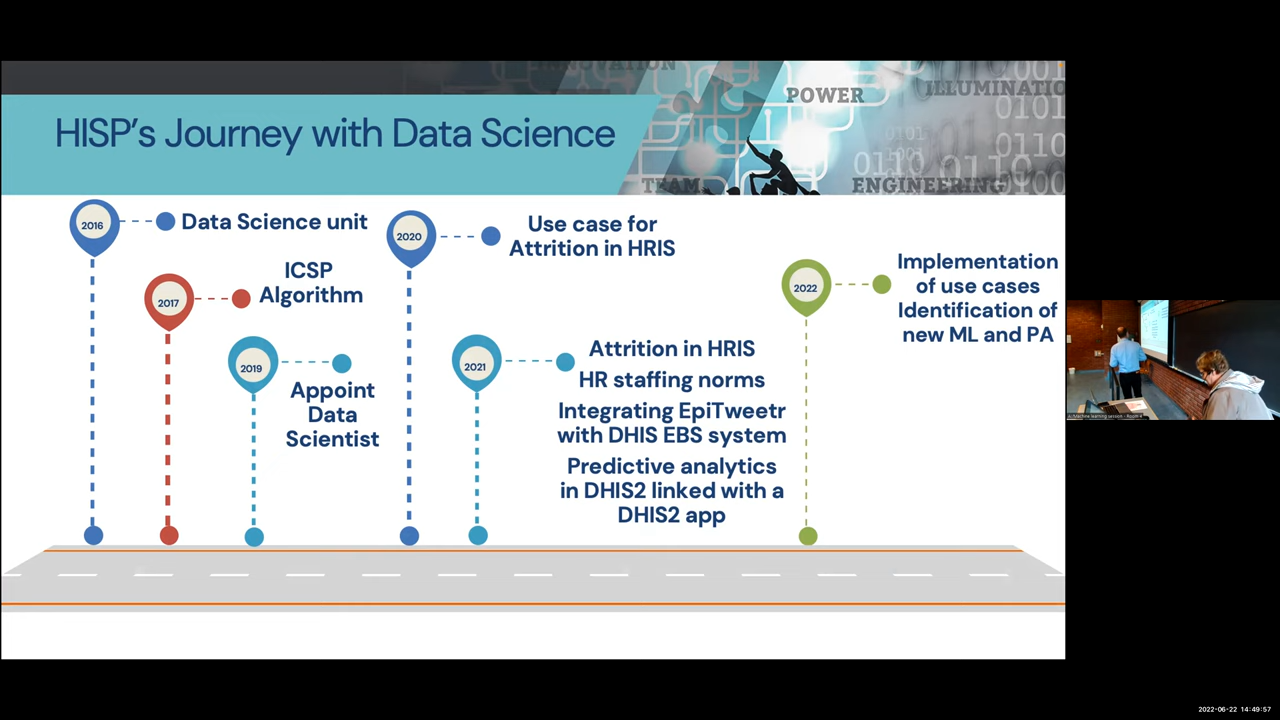 POWER
TEAM
ENGINEERING
HISP's Journey with Data Science
2016
Data Science unit
2017
ICSP
Algorithm
2019
Appoint
Data
Scientist
2020
Use case for
Attrition in HRIS
2021
Attrition in HRIS
HR staffing norms
Integrating EpiTweetr
with DHIS EBS system
Predictive analytics
in DHIS2 linked with a
DHIS2 app
2022
Implementation
of use cases
Identification of
new ML and PA
2022-06-22 14:49:57